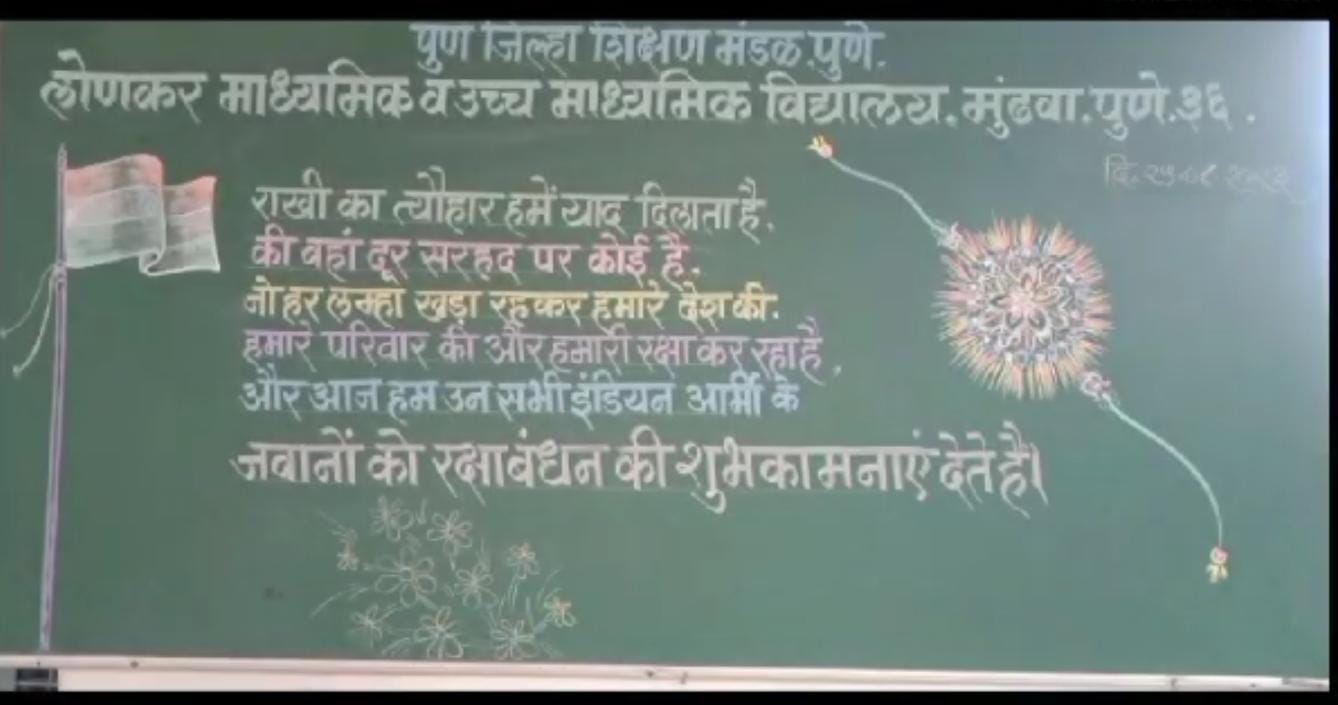 पुणे जिल्हा शिक्षण मंडळ.पुणे.
लोणकर माध्यमिक व उच्च माध्यमिक विद्यालय. मुंढवा.पुणे.३६.
राखी का त्यौहार हमें याद दिलाता है.
की वहां दूर सरहद पर कोई है.
जो हर लम्हा खड़ा रहकर हमारे देश की.
हमारे परिवार की और हमारी रक्षा कर रहा है.
और आज हम उन सभी इंडियन आर्मी के
जवानों को रक्षाबंधन की शुभकामनाएं देते है।